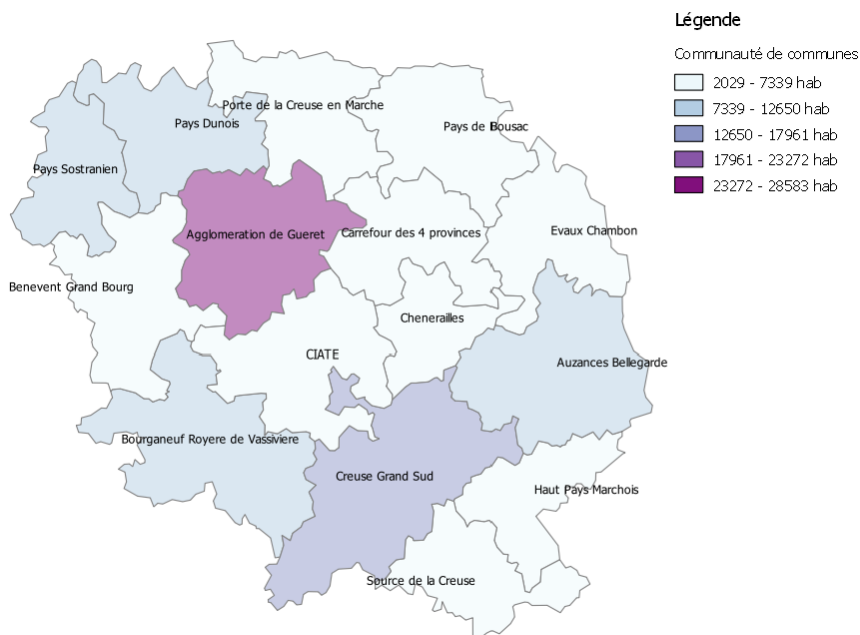 Légende
Communauté de communes
2029 - 7339 hab
7339 - 12650 hab
12650 - 17961 hab
17961 - 23272 hab
23272 - 28583 hab
Porte de la Creuse en Marche
Pays Dunois
Pays de Bousac
Pays Sostranien
Agglomeration de Gueret
Carrefour des 4 provinces
Evaux Chambon
Benevent Grand Bourg
Chenerailles
CIATE
Auzances Bellegarde
Bourganeuf Royere de Vassiviere
Creuse Grand Sud
Haut Pays Marchois
Source de la Creuse